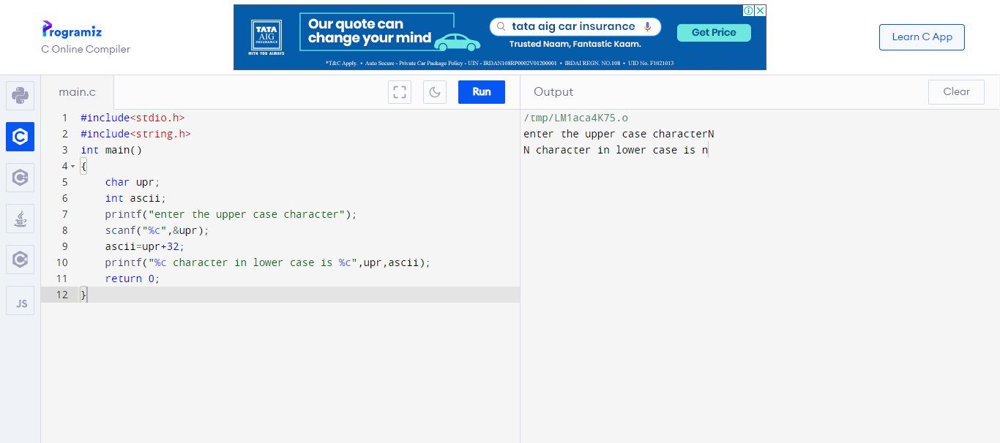 Programiz
C Online Compiler
TATA
AIG
INSURANCE
WITH YOU ALWAYS
Our quote can
change your mind
tata aig car insurance
Trusted Naam, Fantastic Kaam.
Get Price
*T&C Apply. • Auto Secure - Private Car Package Policy - UIN - IRDAN108RP0002V01200001 • IRDAI REGN. NO.108 • UID No. F1021013
Learn C App
main.c
Run
Output
Clear
1 #include<stdio.h>
2 #include<string.h>
3 int main()
4 {
5 char upr;
6 int ascii;
7 printf("enter the upper case character");
8 scanf("%c",&upr);
9 ascii=upr+32;
10 printf("%c character in lower case is %c",upr,ascii);
11 return 0;
12 }
/tmp/LM1aca4K75.o
enter the upper case characterN
N character in lower case is n
JS